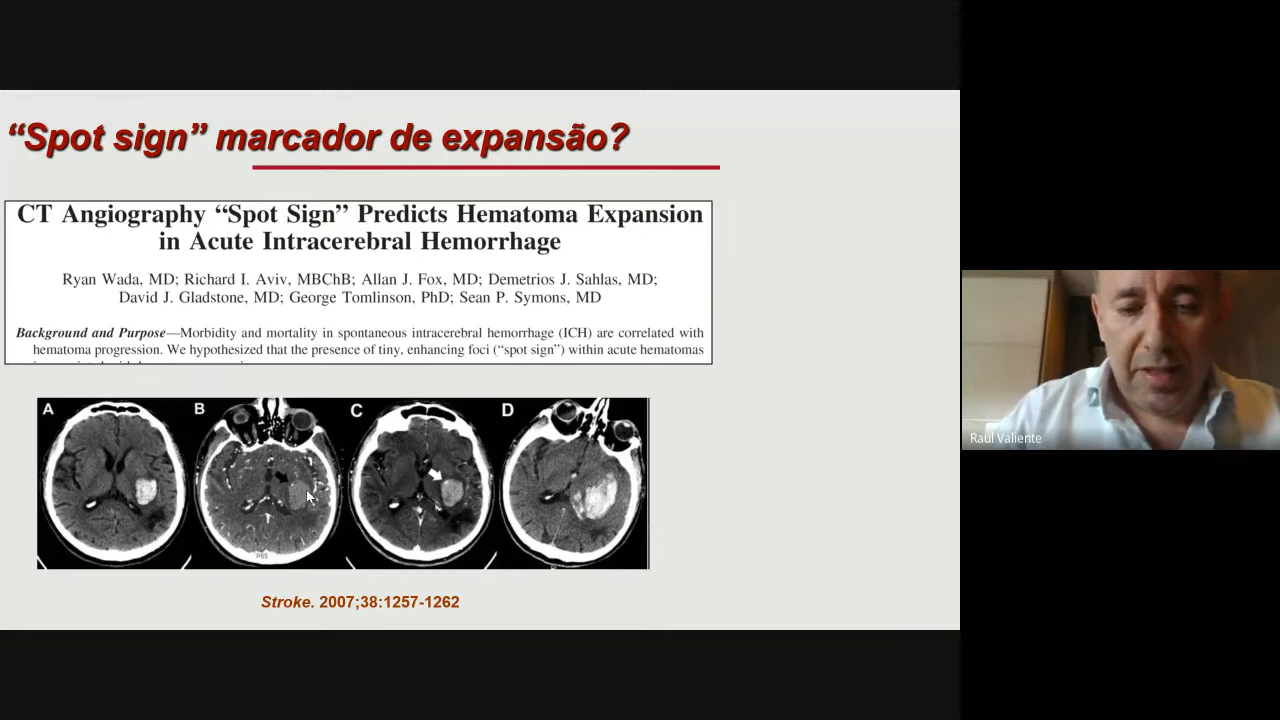 “Spot sign” marcador de expansão?
CT Angiography “Spot Sign” Predicts Hematoma Expansion
in Acute Intracerebral Hemorrhage
Ryan Wada, MD; Richard I. Aviv, MBChB; Allan J. Fox, MD; Demetrios J. Sahlas, MD;
David J. Gladstone, MD; George Tomlinson, PhD; Sean P. Symons, MD
Background and Purpose—Morbidity and mortality in spontaneous intracerebral hemorrhage (ICH) are correlated with
hematoma progression. We hypothesized that the presence of tiny, enhancing foci (“spot sign”) within acute hematomas
A B C D
Stroke. 2007;38:1257-1262
Raul Valiente